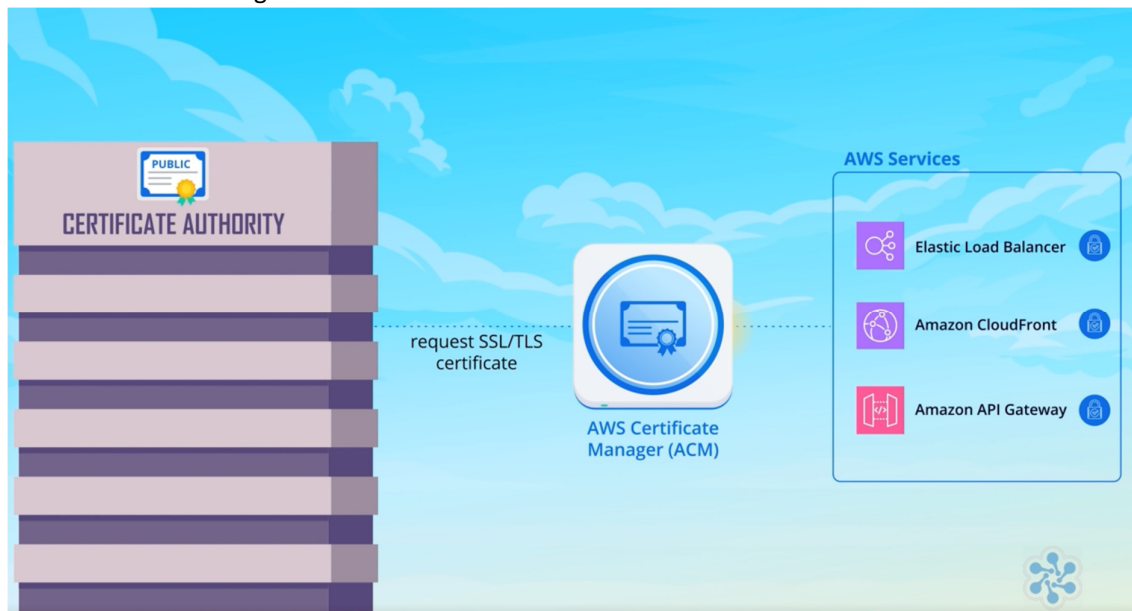 PUBLIC
CERTIFICATE AUTHORITY
request SSL/TLS
certificate
AWS Certificate
Manager (ACM)
AWS Services
Elastic Load Balancer
Amazon CloudFront
Amazon API Gateway